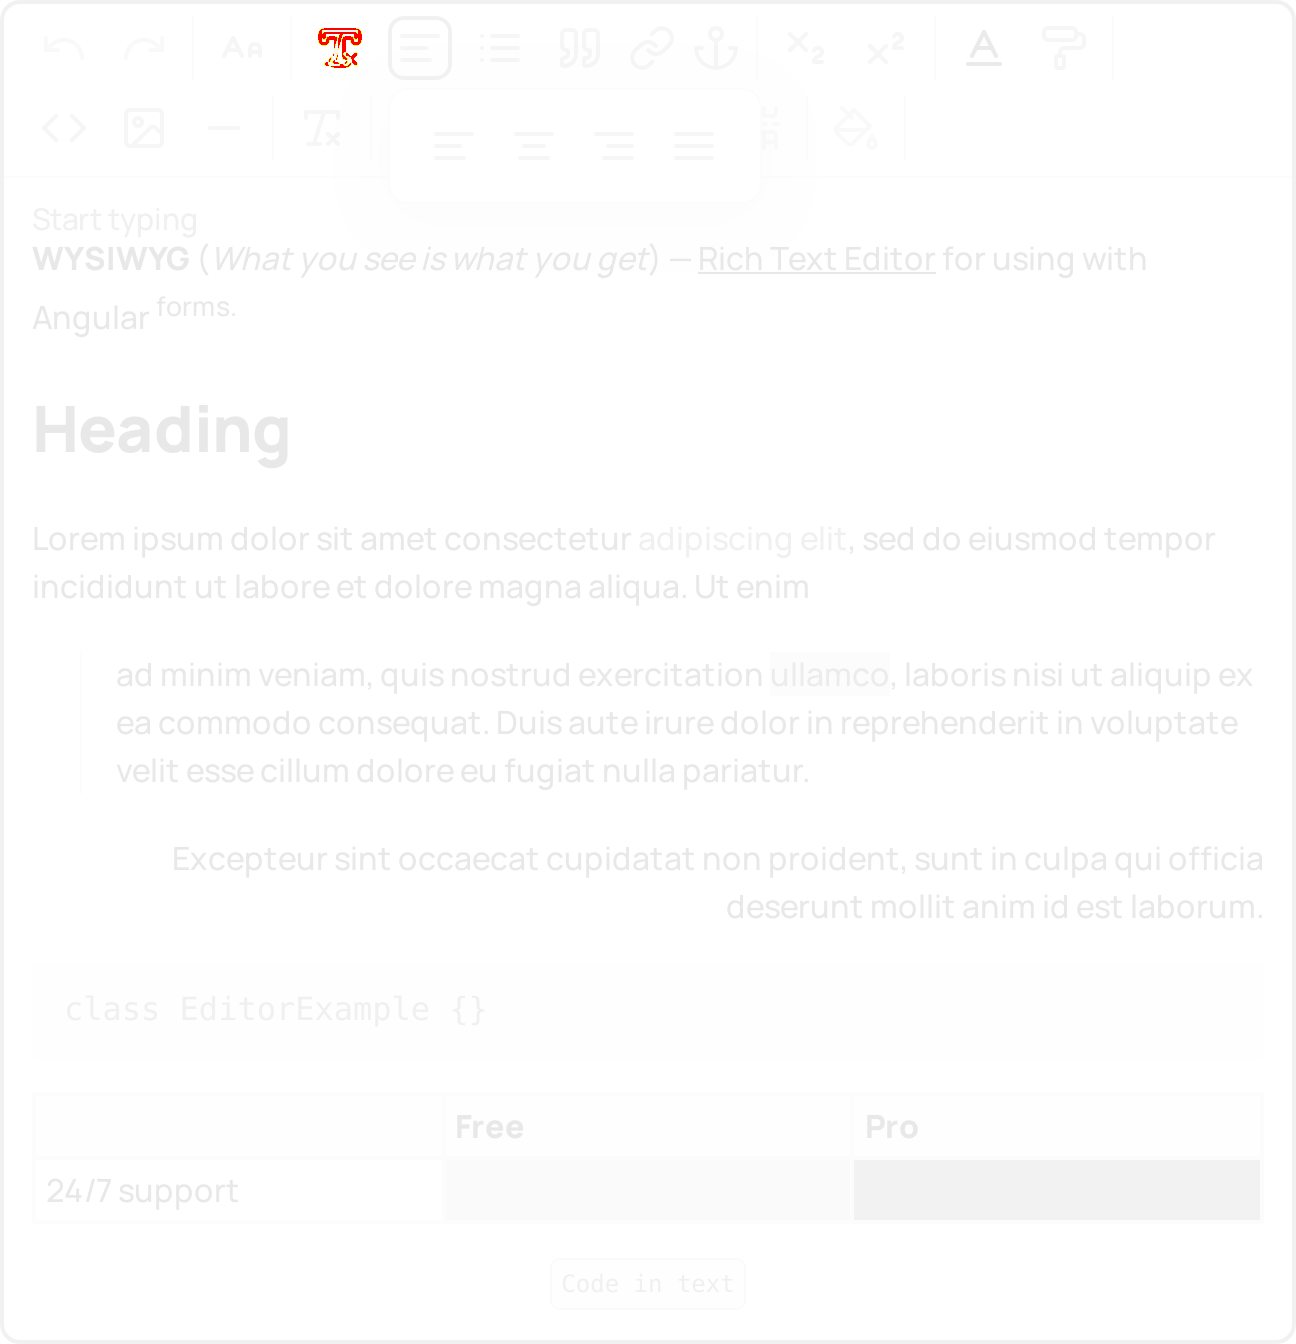 Start typing
WYSIWYG (What you see is what you get) — Rich Text Editor for using with
Angular forms.
Heading
Lorem ipsum dolor sit amet consectetur adipiscing elit, sed do eiusmod tempor
incididunt ut labore et dolore magna aliqua. Ut enim
ad minim veniam, quis nostrud exercitation ullamco, laboris nisi ut aliquip ex
ea commodo consequat. Duis aute irure dolor in reprehenderit in voluptate
velit esse cillum dolore eu fugiat nulla pariatur.
Excepteur sint occaecat cupidatat non proident, sunt in culpa qui officia
deserunt mollit anim id est laborum.
class EditorExample {}
Free Pro
24/7 support
Code in text